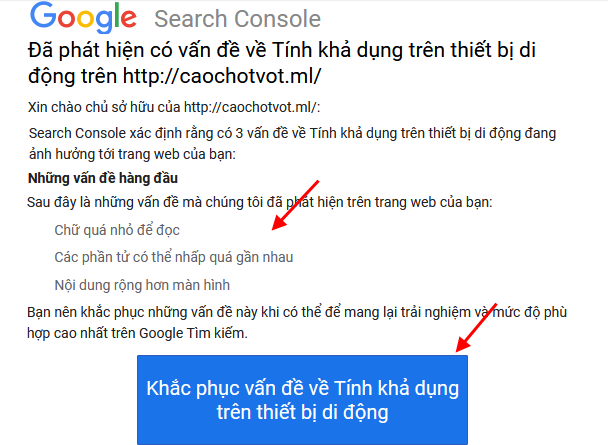 Google Search Console
Đã phát hiện có vấn đề về Tính khả dụng trên thiết bị di
động trên http://caochotvot.ml/
Xin chào chủ sở hữu của http://caochotvot.ml/:
Search Console xác định rằng có 3 vấn đề về Tính khả dụng trên thiết bị di động đang
ảnh hưởng tới trang web của bạn:
Những vấn đề hàng đầu
Sau đây là những vấn đề mà chúng tôi đã phát hiện trên trang web của bạn:
Chữ quá nhỏ để đọc
Các phần tử có thể nhấp quá gần nhau
Nội dung rộng hơn màn hình
Bạn nên khắc phục những vấn đề này khi có thể để mang lại trải nghiệm và mức độ phù
hợp cao nhất trên Google Tìm kiếm.
Khắc phục vấn đề về Tính khả dụng
trên thiết bị di động